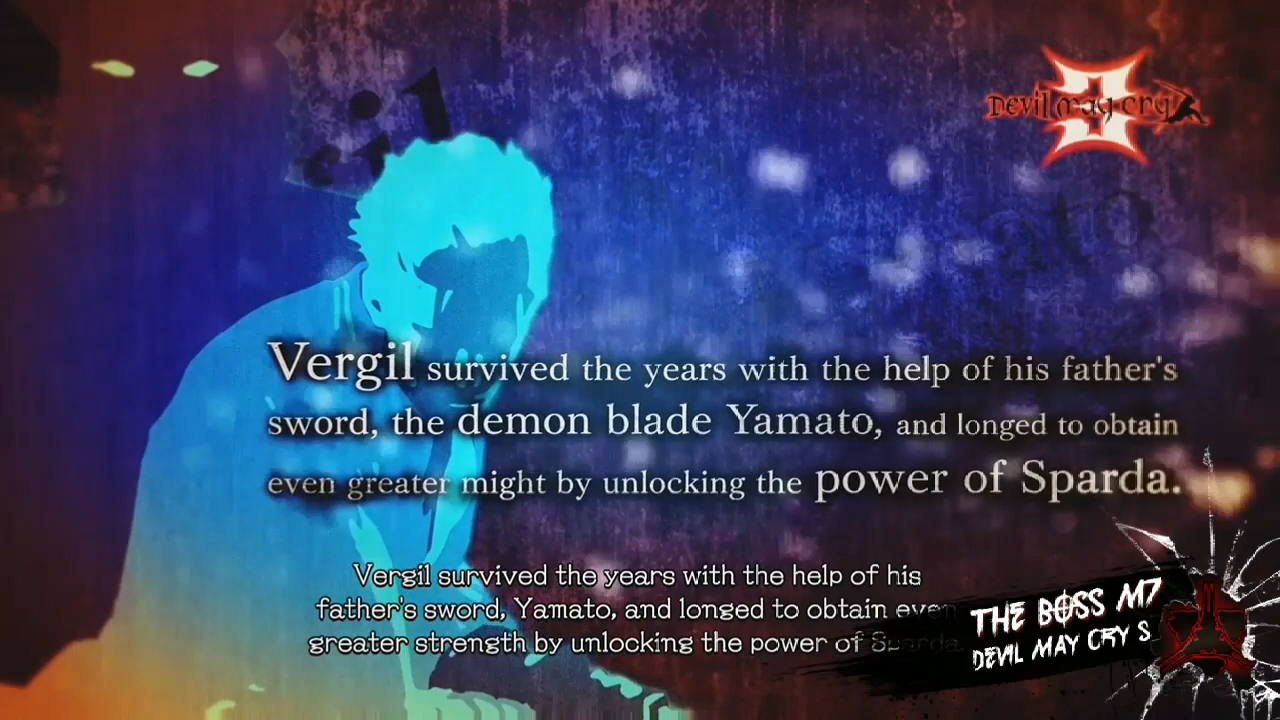 Devil may cry
3
Vergil survived the years with the help of his father's
sword, the demon blade Yamato, and longed to obtain
even greater might by unlocking the power of Sparda.
Vergil survived the years with the help of his
father's sword, Yamato, and longed to obtain even
greater strength by unlocking the power of Sparda.
THE BOSS M7
DEVIL MAY CRY S